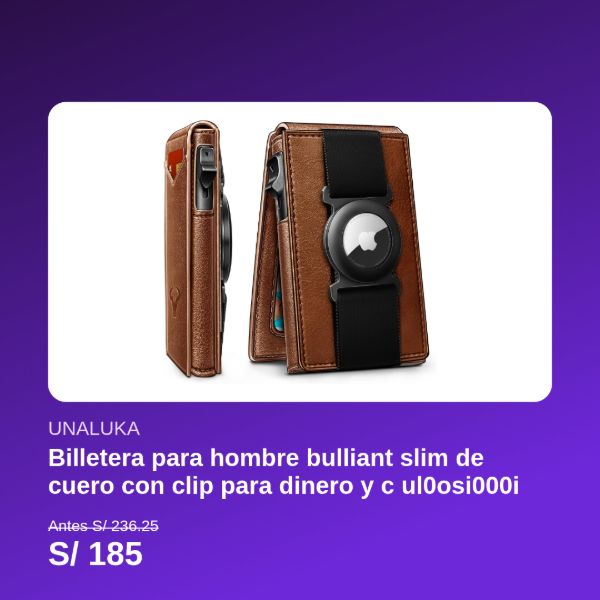 UNALUKA
Billetera para hombre bulliant slim de
cuero con clip para dinero y c ul0osi000i
Antes S/ 236.25
S/ 185